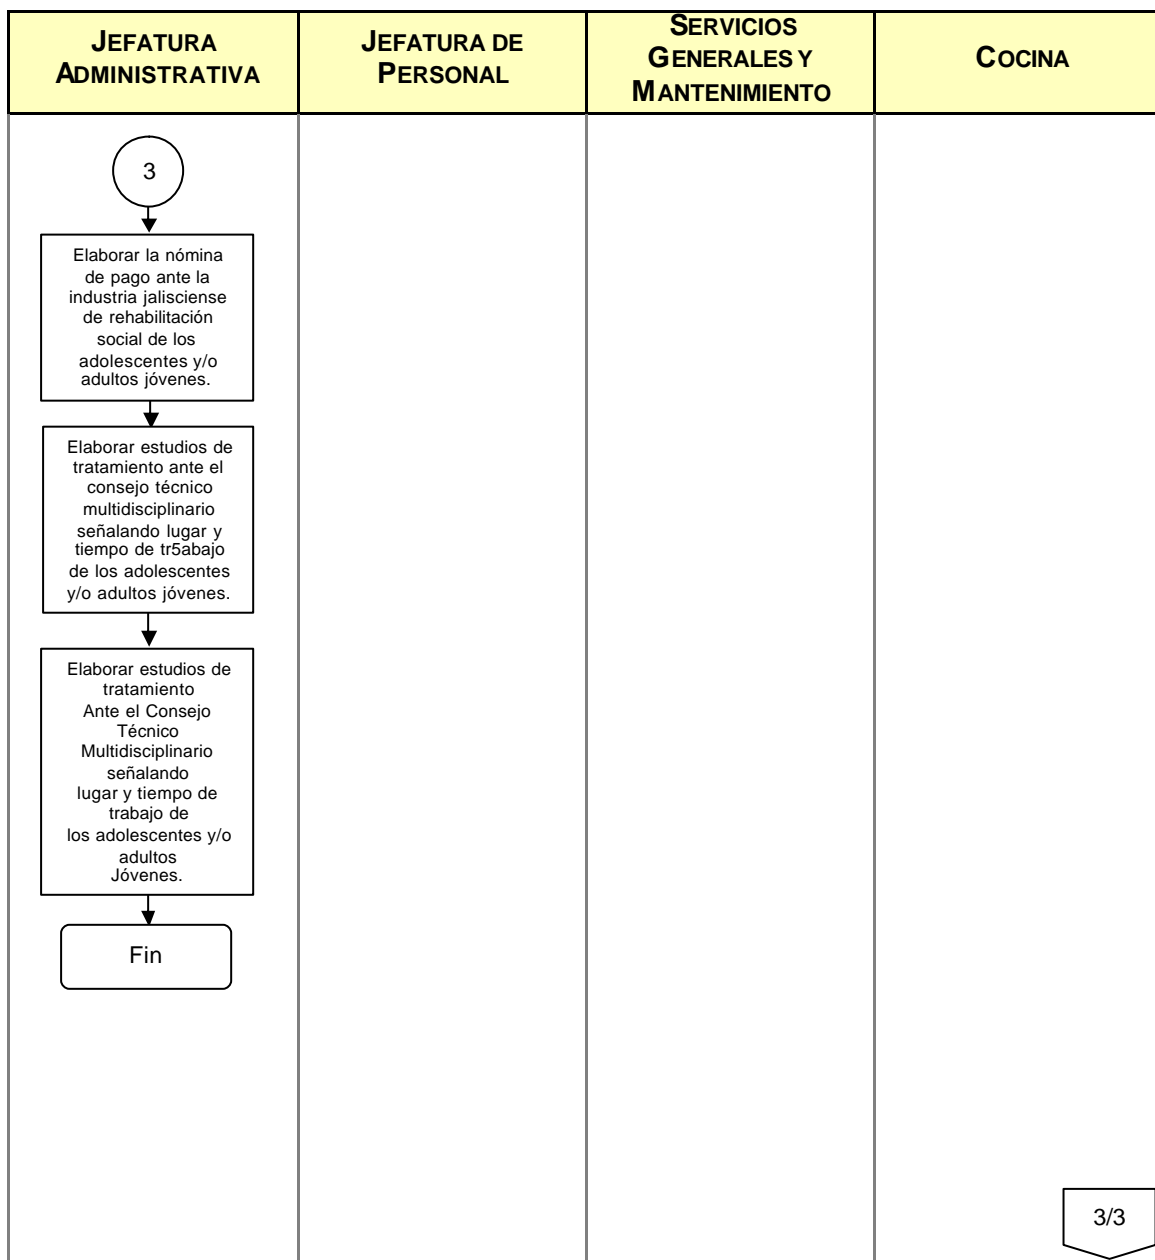 JEFATURA
ADMINISTRATIVA
JEFATURA DE
PERSONAL
SERVICIOS
GENERALES Y
MANTENIMIENTO
COCINA
3
Elaborar la nómina
de pago ante la
industria jalisciense
de rehabilitación
social de los
adolescentes y/o
adultos jóvenes.
Elaborar estudios de
tratamiento ante el
consejo técnico
multidisciplinario
señalando lugar y
tiempo de tr5abajo
de los adolescentes
y/o adultos jóvenes.
Elaborar estudios de
tratamiento
Ante el Consejo
Técnico
Multidisciplinario
señalando
lugar y tiempo de
trabajo de
los adolescentes y/o
adultos
Jóvenes.
Fin
3/3